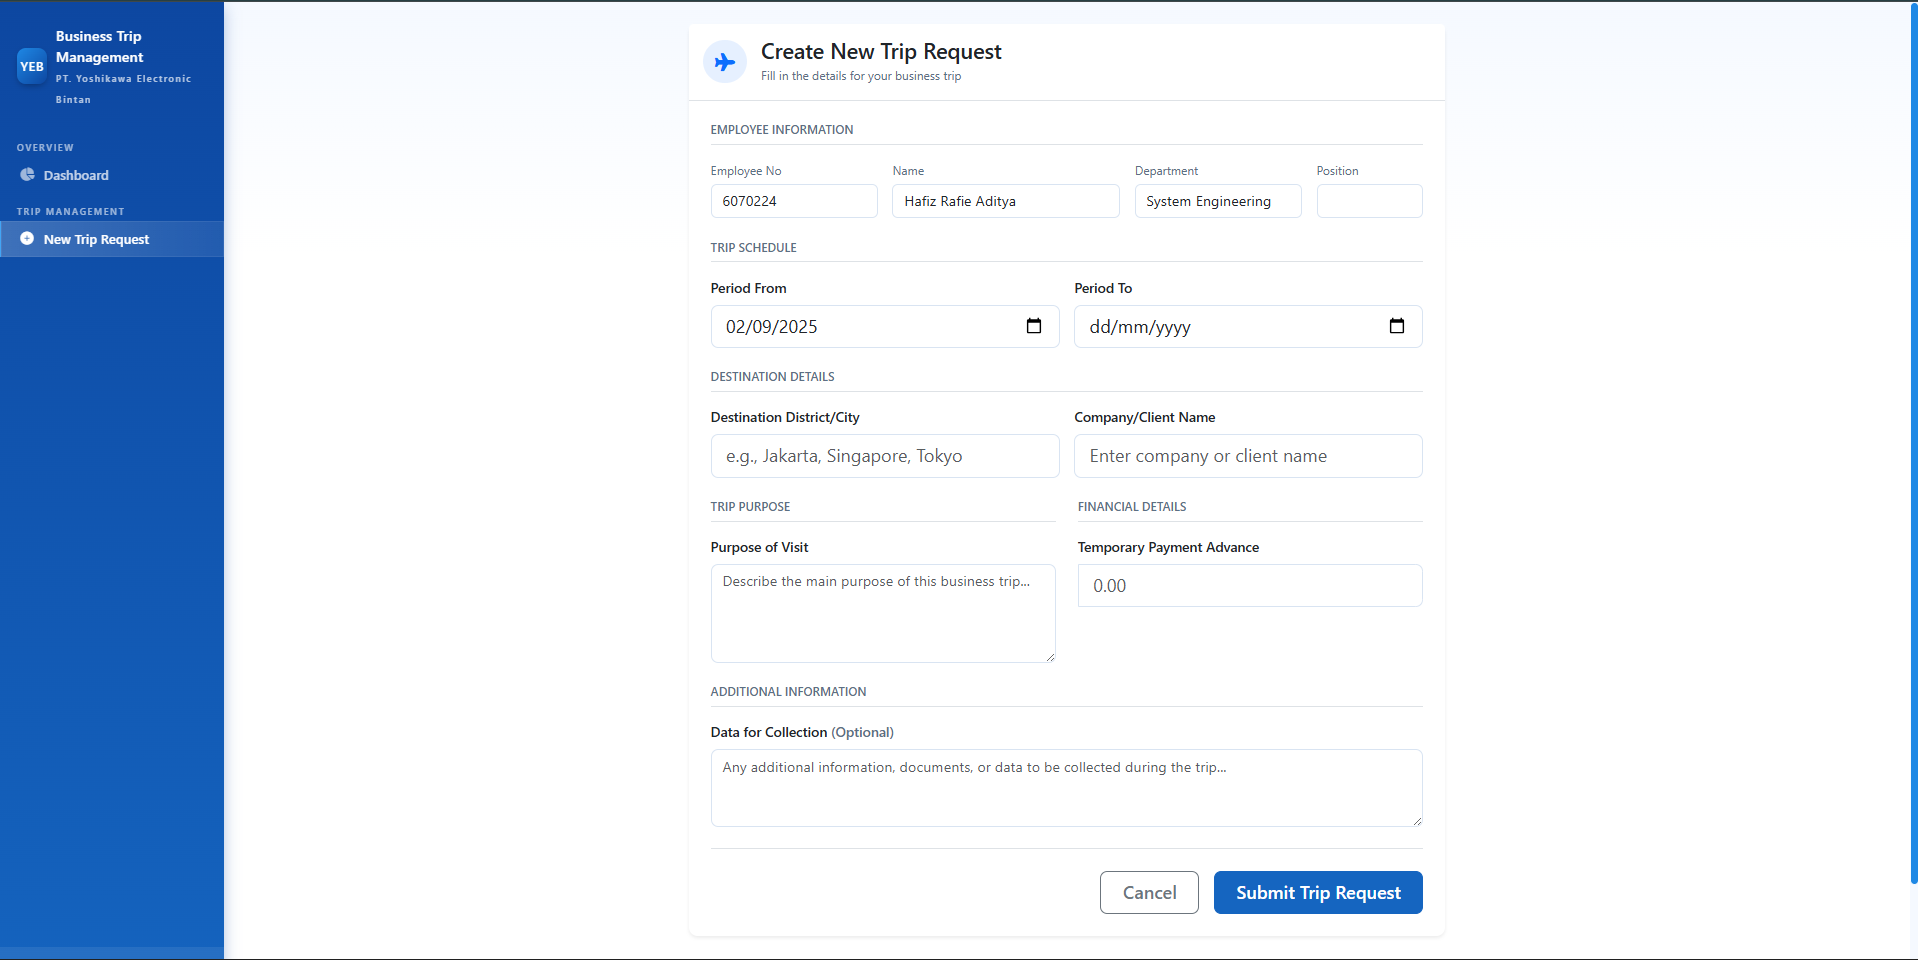 YEB
Business Trip
Management
PT. Yoshikawa Electronic
Bintan
OVERVIEW
Dashboard
TRIP MANAGEMENT
New Trip Request
Create New Trip Request
Fill in the details for your business trip
EMPLOYEE INFORMATION
Employee No Name Department Position
6070224 Hafiz Rafie Aditya System Engineering
TRIP SCHEDULE
Period From Period To
02/09/2025 dd/mm/yyyy
DESTINATION DETAILS
Destination District/City Company/Client Name
e.g., Jakarta, Singapore, Tokyo Enter company or client name
TRIP PURPOSE FINANCIAL DETAILS
Purpose of Visit Temporary Payment Advance
Describe the main purpose of this business trip... 0.00
ADDITIONAL INFORMATION
Data for Collection (Optional)
Any additional information, documents, or data to be collected during the trip...
Cancel Submit Trip Request